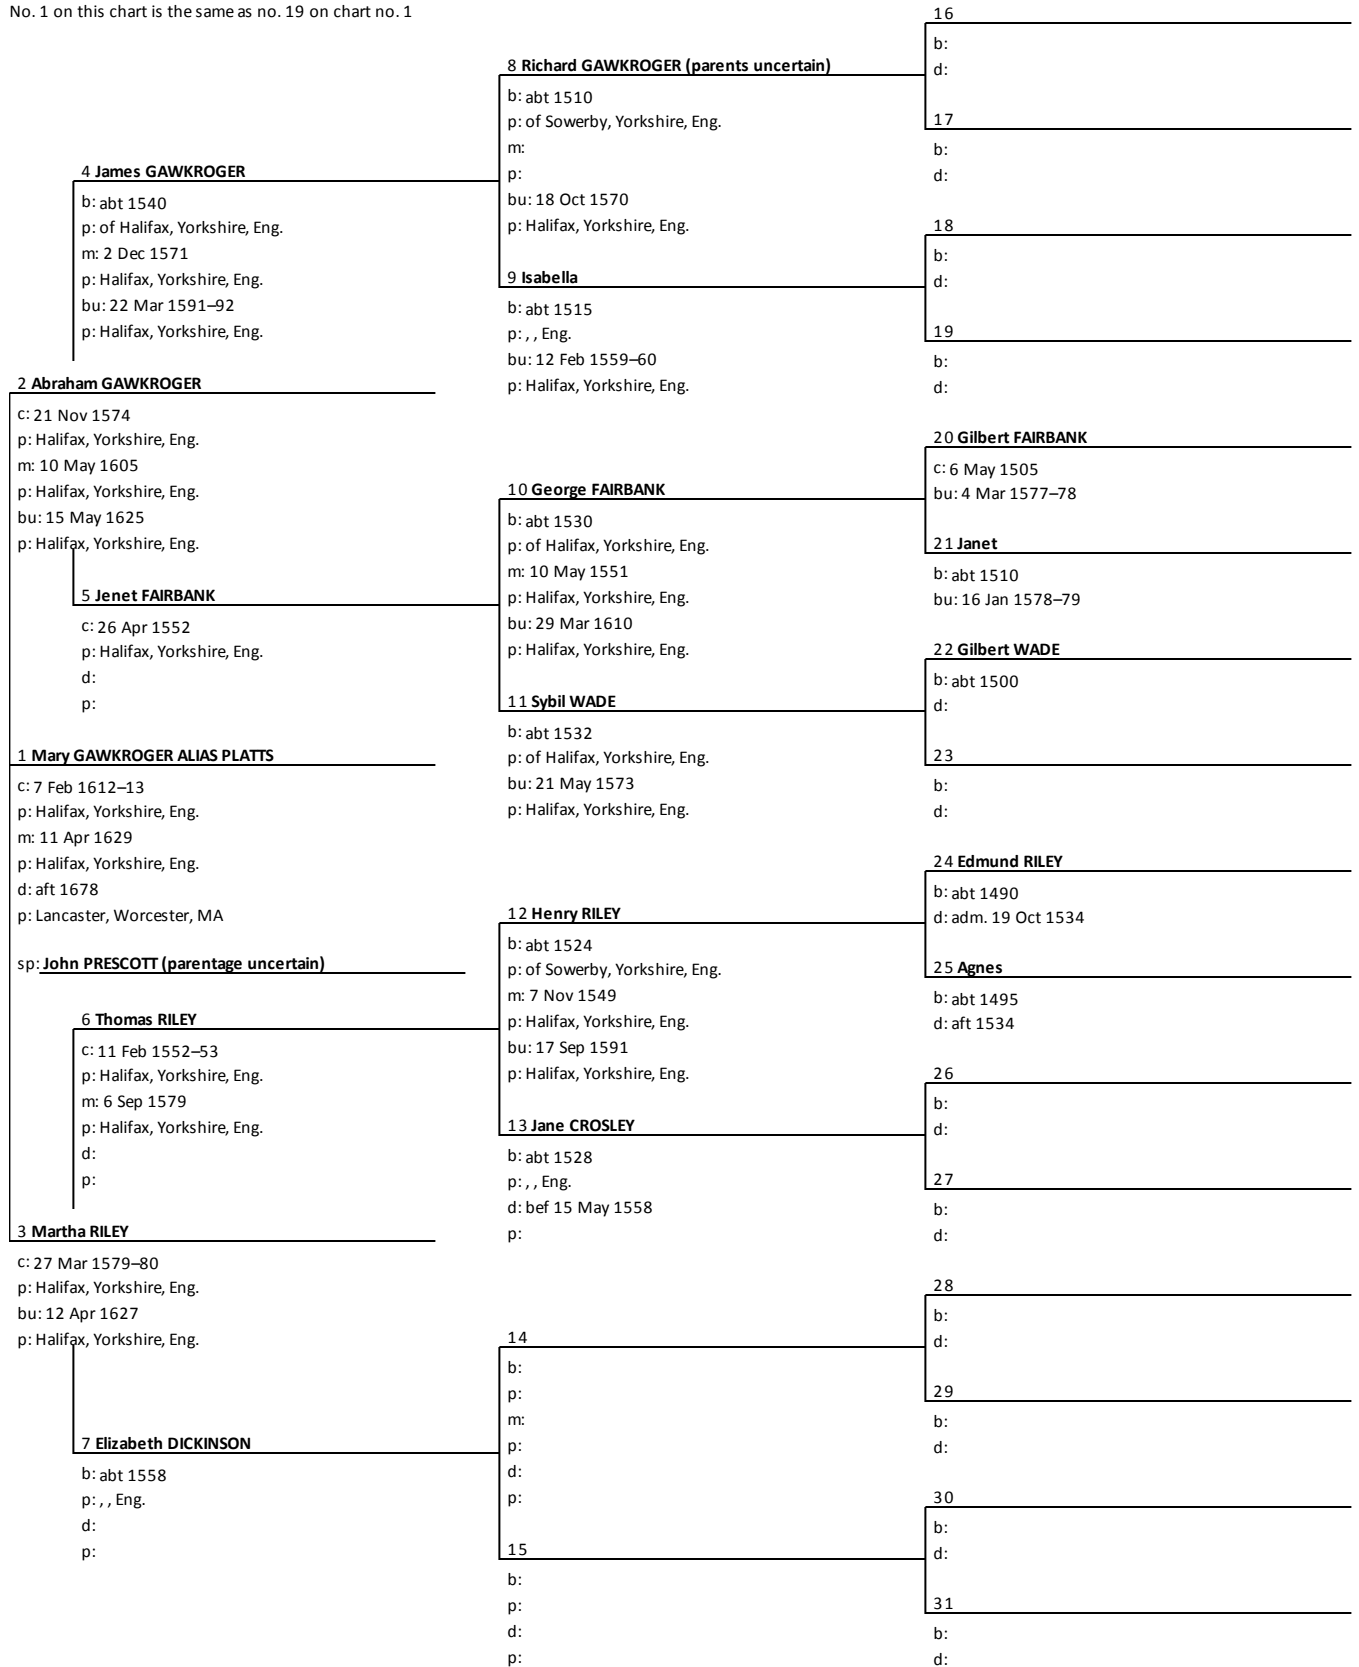 No. 1 on this chart is the same as no. 19 on chart no. 1
4 James GAWKROGER
b: abt 1540
p: of Halifax, Yorkshire, Eng.
m: 2 Dec 1571
p: Halifax, Yorkshire, Eng.
bu: 22 Mar 1591–92
p: Halifax, Yorkshire, Eng.
2 Abraham GAWKROGER
c: 21 Nov 1574
p: Halifax, Yorkshire, Eng.
m: 10 May 1605
p: Halifax, Yorkshire, Eng.
bu: 15 May 1625
p: Halifax, Yorkshire, Eng.
5 Jenet FAIRBANK
c: 26 Apr 1552
p: Halifax, Yorkshire, Eng.
d:
p:
1 Mary GAWKROGER ALIAS PLATTS
c: 7 Feb 1612–13
p: Halifax, Yorkshire, Eng.
m: 11 Apr 1629
p: Halifax, Yorkshire, Eng.
d: aft 1678
p: Lancaster, Worcester, MA
sp: John PRESCOTT (parentage uncertain)
6 Thomas RILEY
c: 11 Feb 1552–53
p: Halifax, Yorkshire, Eng.
m: 6 Sep 1579
p: Halifax, Yorkshire, Eng.
d:
p:
3 Martha RILEY
c: 27 Mar 1579–80
p: Halifax, Yorkshire, Eng.
bu: 12 Apr 1627
p: Halifax, Yorkshire, Eng.
7 Elizabeth DICKINSON
b: abt 1558
p: , , Eng.
d:
p:
8 Richard GAWKROGER (parents uncertain)
b: abt 1510
p: of Sowerby, Yorkshire, Eng.
m:
p:
bu: 18 Oct 1570
p: Halifax, Yorkshire, Eng.
9 Isabella
b: abt 1515
p: , , Eng.
bu: 12 Feb 1559–60
p: Halifax, Yorkshire, Eng.
10 George FAIRBANK
b: abt 1530
p: of Halifax, Yorkshire, Eng.
m: 10 May 1551
p: Halifax, Yorkshire, Eng.
bu: 29 Mar 1610
p: Halifax, Yorkshire, Eng.
11 Sybil WADE
b: abt 1532
p: of Halifax, Yorkshire, Eng.
bu: 21 May 1573
p: Halifax, Yorkshire, Eng.
12 Henry RILEY
b: abt 1524
p: of Sowerby, Yorkshire, Eng.
m: 7 Nov 1549
p: Halifax, Yorkshire, Eng.
bu: 17 Sep 1591
p: Halifax, Yorkshire, Eng.
13 Jane CROSLEY
b: abt 1528
p: , , Eng.
d: bef 15 May 1558
p:
14
b:
p:
m:
p:
d:
p:
15
b:
p:
d:
p:
16
b:
d:
17
b:
d:
18
b:
d:
19
b:
d:
20 Gilbert FAIRBANK
c: 6 May 1505
bu: 4 Mar 1577–78
21 Janet
b: abt 1510
bu: 16 Jan 1578–79
22 Gilbert WADE
b: abt 1500
d:
23
b:
d:
24 Edmund RILEY
b: abt 1490
d: adm. 19 Oct 1534
25 Agnes
b: abt 1495
d: aft 1534
26
b:
d:
27
b:
d:
28
b:
d:
29
b:
d:
30
b:
d:
31
b:
d: